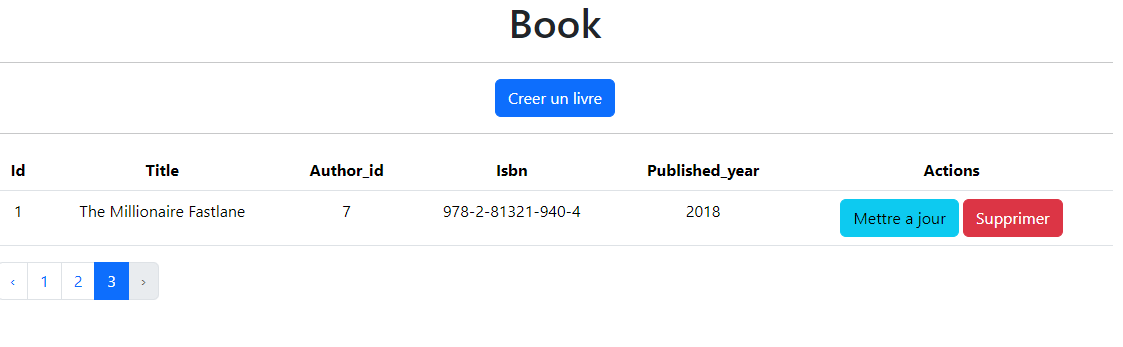 Book
Creer un livre
Id Title Author_id Isbn Published_year Actions
1 The Millionaire Fastlane 7 978-2-81321-940-4 2018 Mettre a jour Supprimer
‹ 1 2 3 ›